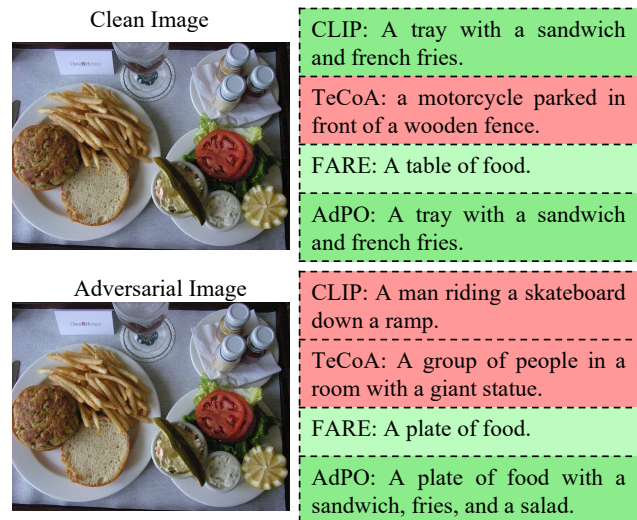 Clean Image
CLIP: A tray with a sandwich
and french fries.
TeCoA: a motorcycle parked in
front of a wooden fence.
FARE: A table of food.
AdPO: A tray with a sandwich
and french fries.
Adversarial Image
CLIP: A man riding a skateboard
down a ramp.
TeCoA: A group of people in a
room with a giant statue.
FARE: A plate of food.
AdPO: A plate of food with a
sandwich, fries, and a salad.